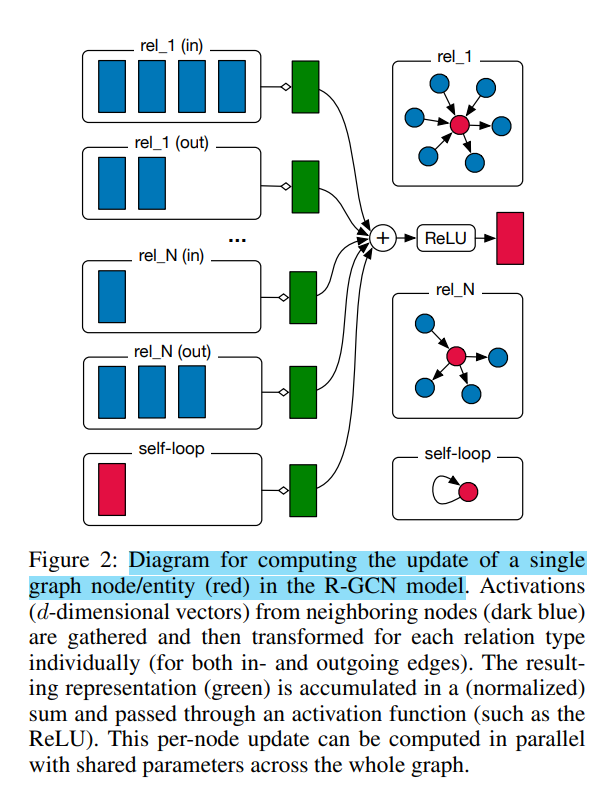 rel_1 (in)
rel_1 (out)
...
rel_N (in)
rel_N (out)
self-loop
+
ReLU
rel_1
rel_N
self-loop
Figure 2: Diagram for computing the update of a single
graph node/entity (red) in the R-GCN model. Activations
(d-dimensional vectors) from neighboring nodes (dark blue)
are gathered and then transformed for each relation type
individually (for both in- and outgoing edges). The result-
ing representation (green) is accumulated in a (normalized)
sum and passed through an activation function (such as the
ReLU). This per-node update can be computed in parallel
with shared parameters across the whole graph.